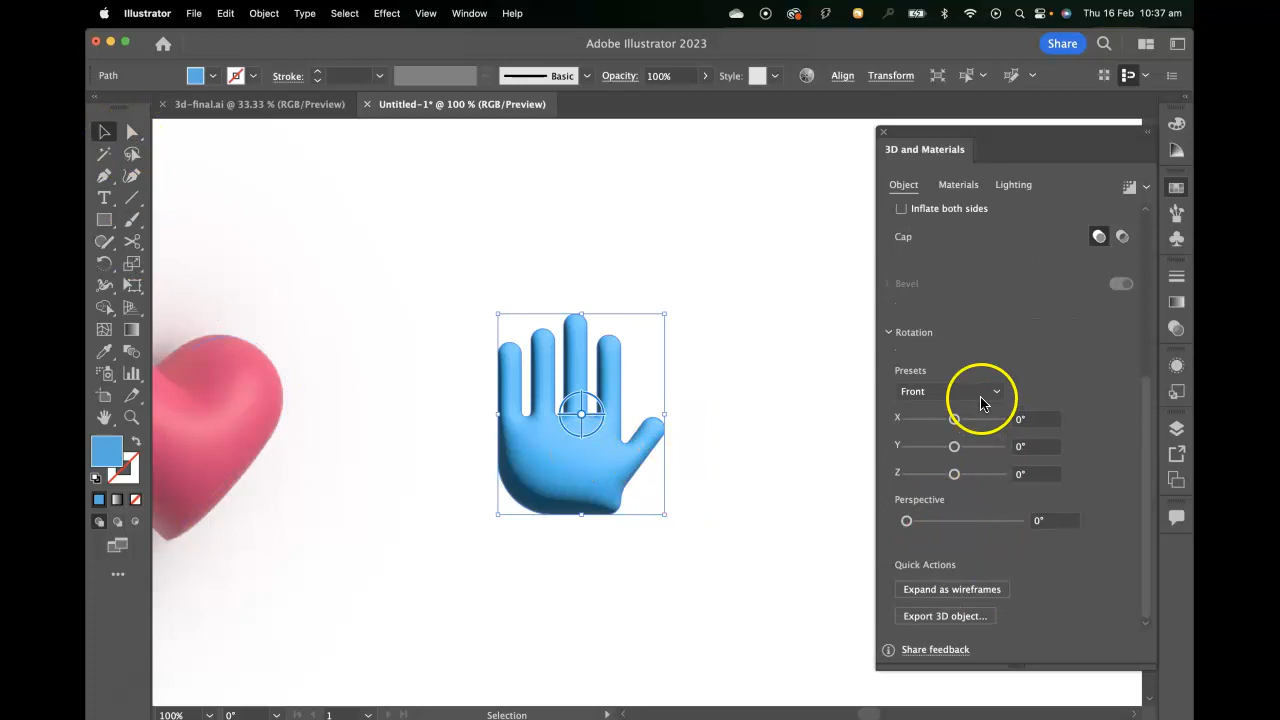 Illustrator File Edit Object Type Select Effect View Window Help Thu 16 Feb 10:37 am
Adobe Illustrator 2023 Share
Path Stroke: Basic Opacity: 100% Style: Align Transform
3d-final.ai @ 33.33 % (RGB/Preview) Untitled-1* @ 100 % (RGB/Preview)
3D and Materials
Object Materials Lighting
Inflate both sides
Cap
Bevel
Rotation
Presets
Front
X 0°
Y 0°
Z 0°
Perspective
0°
Quick Actions
Expand as wireframes
Export 3D object...
Share feedback
100% 0° 1 Selection